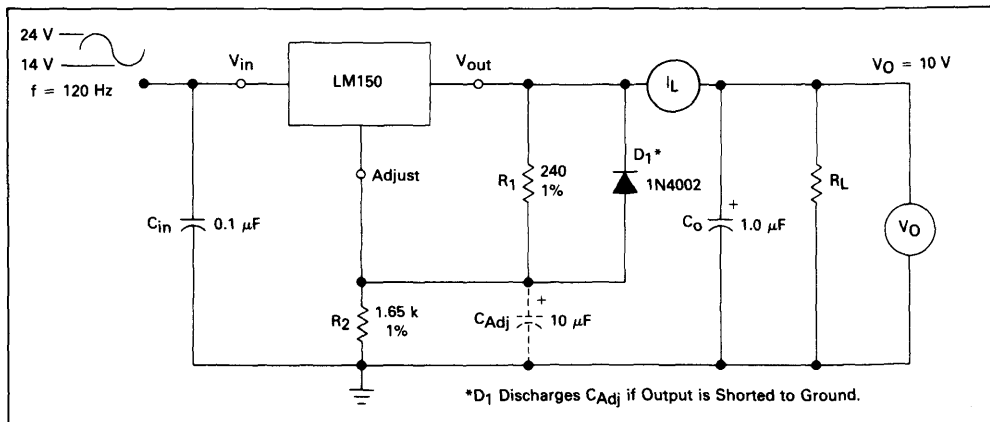 24 V
14 V
f = 120 Hz
Vin
LM150
Vout
IL
VO = 10 V
Adjust
R1
240
1%
D1*
1N4002
RL
Cin
0.1 μF
CO
+
1.0 μF
VO
R2
1.65 k
1%
CAdj
+
10 μF
*D1 Discharges CAdj if Output is Shorted to Ground.